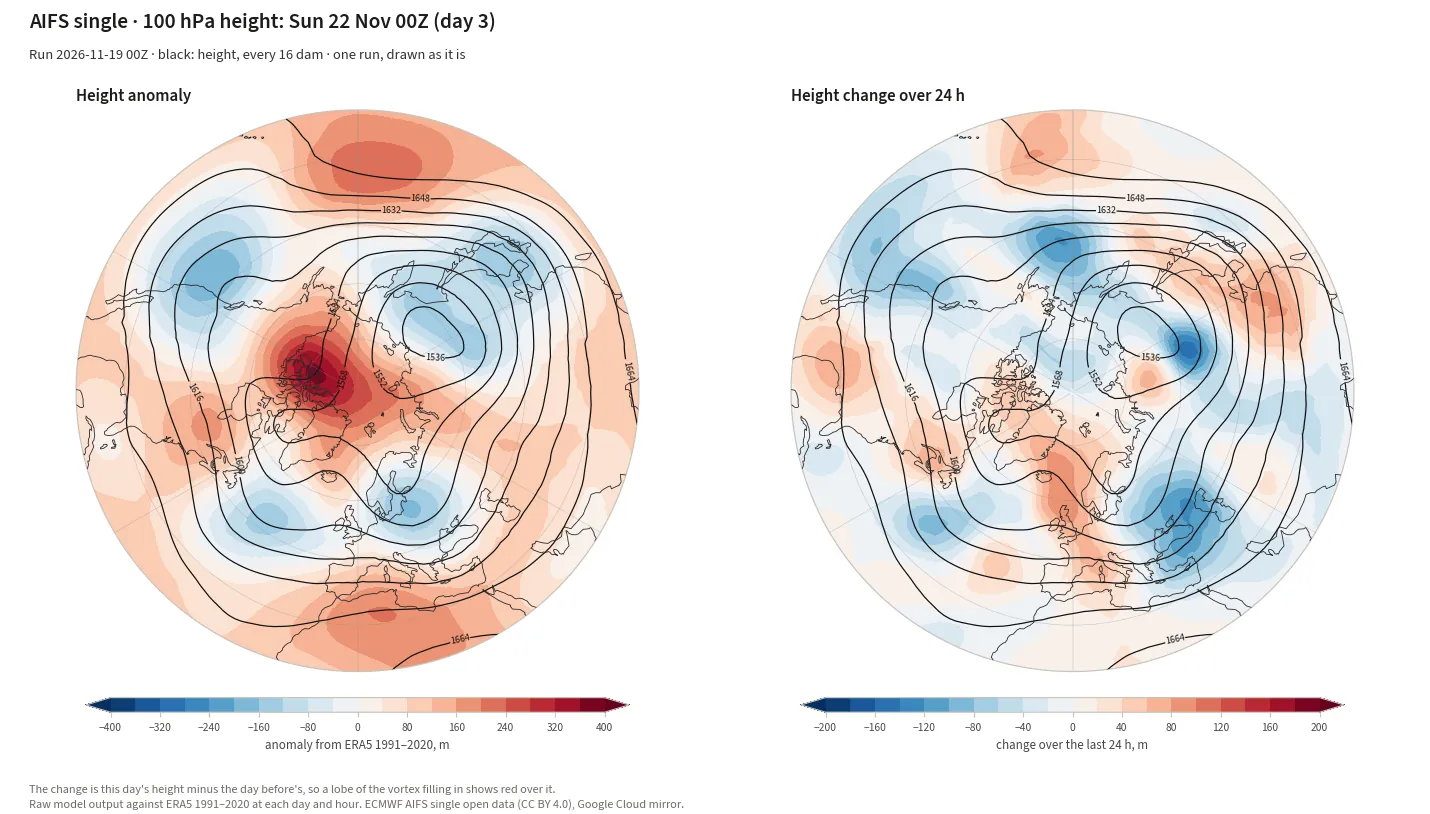 AIFS single · 100 hPa height: Sun 22 Nov 00Z (day 3)
Run 2026-11-19 00Z · black: height, every 16 dam · one run, drawn as it is
Height anomaly
Height change over 24 h
1648
1632
1536
1568
1552
1616
1664
1664
1648
1632
1536
1568
1552
1616
1664
1664
−400 −320 −240 −160 −80 0 80 160 240 320 400
anomaly from ERA5 1991–2020, m
−200 −160 −120 −80 −40 0 40 80 120 160 200
change over the last 24 h, m
The change is this day's height minus the day before's, so a lobe of the vortex filling in shows red over it.
Raw model output against ERA5 1991–2020 at each day and hour. ECMWF AIFS single open data (CC BY 4.0), Google Cloud mirror.